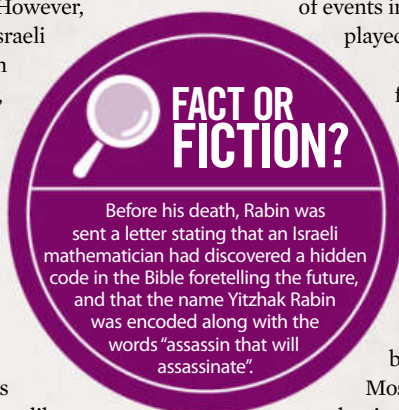 However,
of events in
sraeli
played
FACT OR
FICTION?
Before his death, Rabin was
sent a letter stating that an Israeli
mathematician had discovered a hidden
code in the Bible foretelling the future,
and that the name Yitzhak Rabin
was encoded along with the
words “assassin that will
assassinate”.
Mos